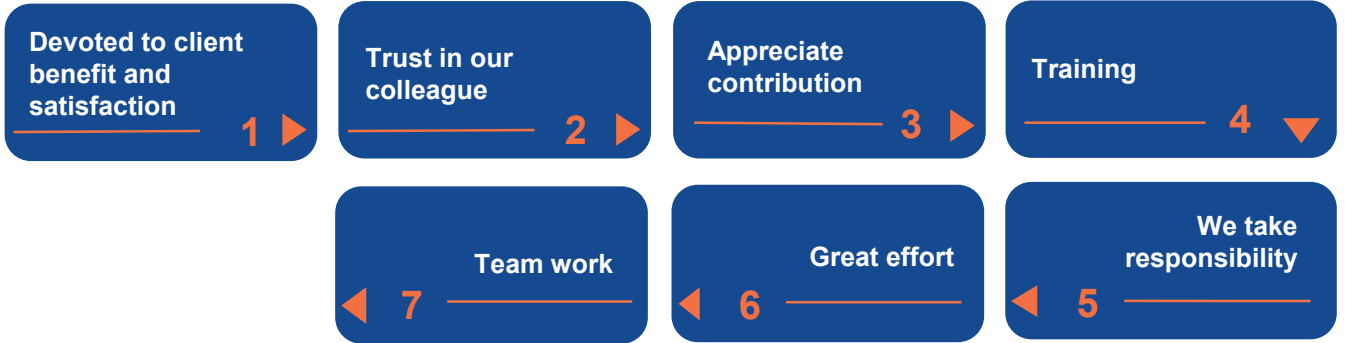 Devoted to client
benefit and
satisfaction
1
Trust in our
colleague
2
Appreciate
contribution
3
Training
4
We take
responsibility
5
Great effort
6
Team work
7